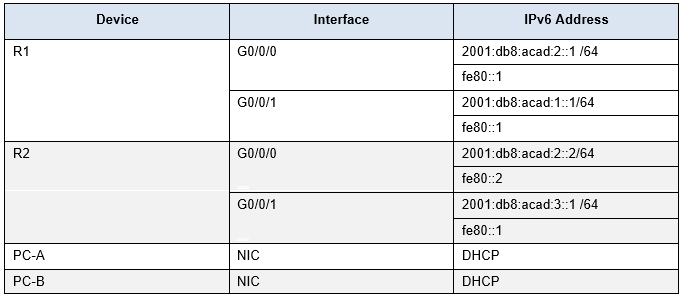 Device Interface IPv6 Address
R1 G0/0/0 2001:db8:acad:2::1 /64
fe80::1
G0/0/1 2001:db8:acad:1::1/64
fe80::1
R2 G0/0/0 2001:db8:acad:2::2/64
fe80::2
G0/0/1 2001:db8:acad:3::1 /64
fe80::1
PC-A NIC DHCP
PC-B NIC DHCP